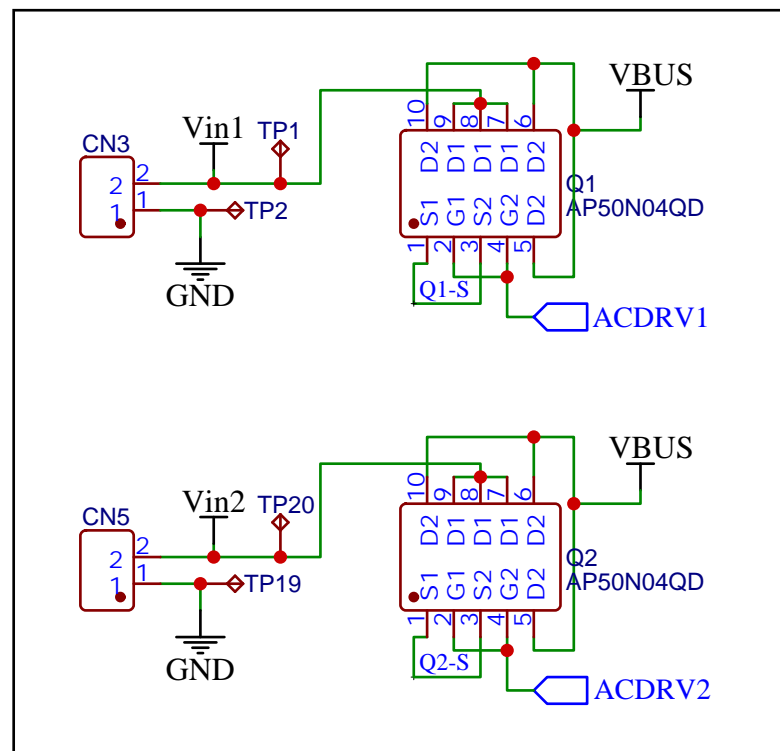 VBUS
10 9 8 7 6
CN3
Vin1
TP1
D2 D1 D1 D1 D2
2 2
1 1
TP2
Q1
AP50N04QD
S1 G1 S2 G2 D2
1 2 3 4 5
GND
Q1-S
ACDRV1
VBUS
10 9 8 7 6
CN5
Vin2
TP20
D2 D1 D1 D1 D2
2 2
1 1
TP19
Q2
AP50N04QD
S1 G1 S2 G2 D2
1 2 3 4 5
GND
Q2-S
ACDRV2